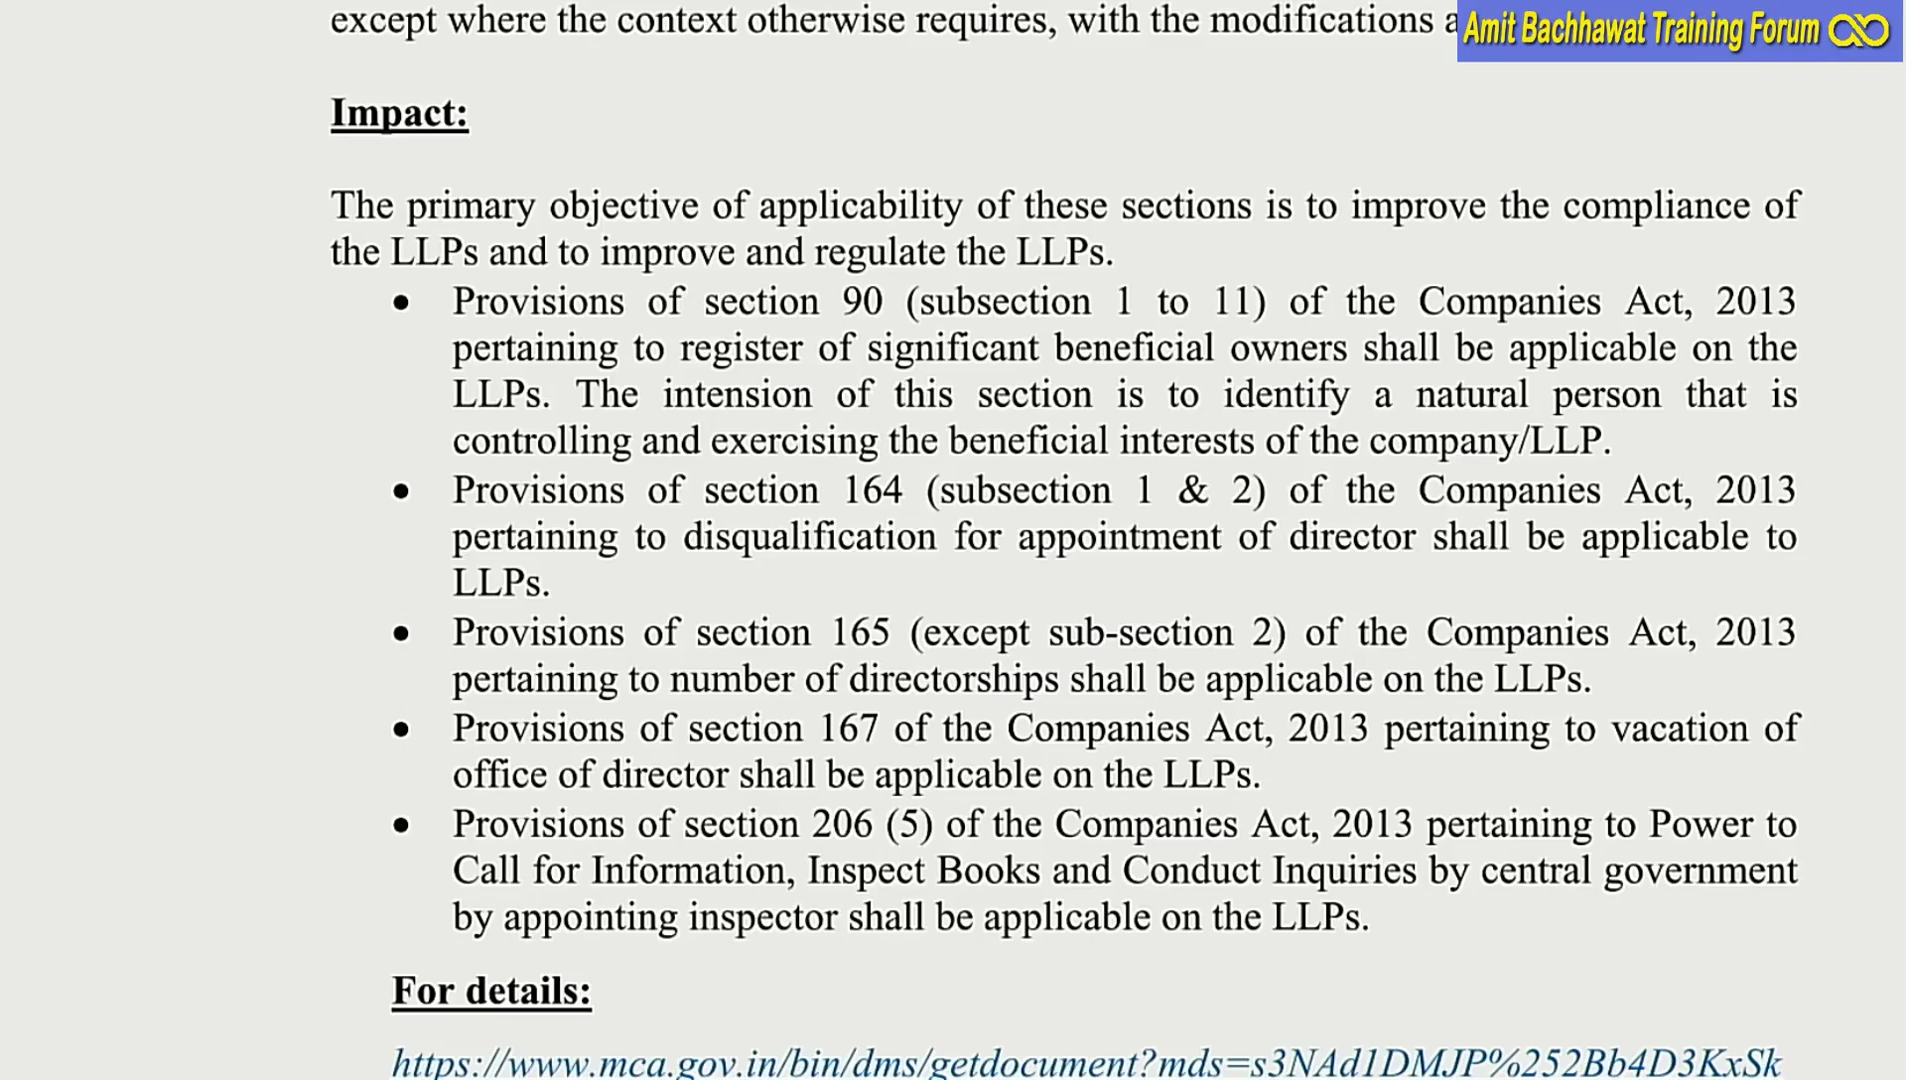 except where the context otherwise requires, with the modifications
Amit Bachhawat Training Forum
Impact:
The primary objective of applicability of these sections is to improve the compliance of
the LLPs and to improve and regulate the LLPs.
• Provisions of section 90 (subsection 1 to 11) of the Companies Act, 2013
pertaining to register of significant beneficial owners shall be applicable on the
LLPs. The intension of this section is to identify a natural person that is
controlling and exercising the beneficial interests of the company/LLP.
• Provisions of section 164 (subsection 1 & 2) of the Companies Act, 2013
pertaining to disqualification for appointment of director shall be applicable to
LLPs.
• Provisions of section 165 (except sub-section 2) of the Companies Act, 2013
pertaining to number of directorships shall be applicable on the LLPs.
• Provisions of section 167 of the Companies Act, 2013 pertaining to vacation of
office of director shall be applicable on the LLPs.
• Provisions of section 206 (5) of the Companies Act, 2013 pertaining to Power to
Call for Information, Inspect Books and Conduct Inquiries by central government
by appointing inspector shall be applicable on the LLPs.
For details:
https://www.mca.gov.in/bin/dms/getdocument?mds=s3NAd1DMJP%252Bb4D3KxSk